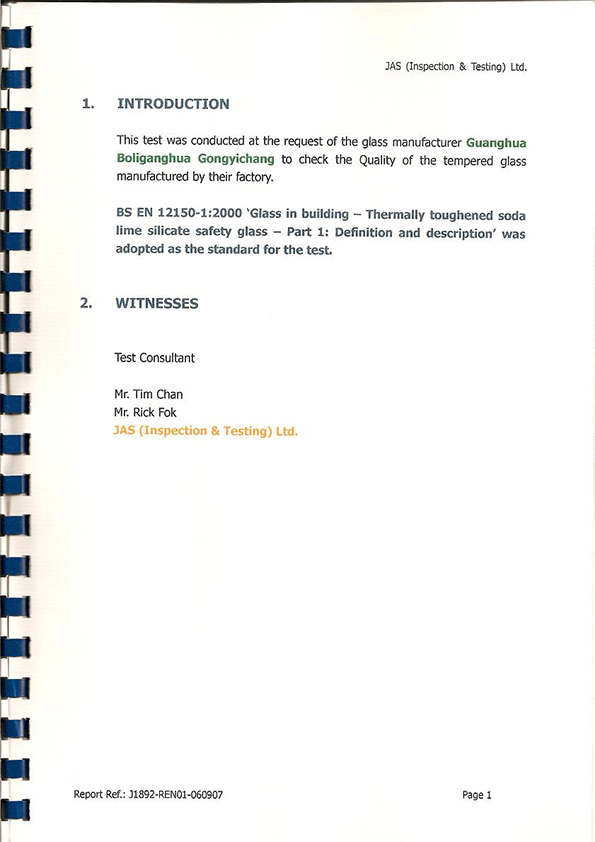 JAS (Inspection & Testing) Ltd.
1. INTRODUCTION
This test was conducted at the request of the glass manufacturer Guanghua
Boliganghua Gongyichang to check the Quality of the tempered glass
manufactured by their factory.
BS EN 12150-1:2000 ‘Glass in building – Thermally toughened soda
lime silicate safety glass – Part 1: Definition and description’ was
adopted as the standard for the test.
2. WITNESSES
Test Consultant
Mr. Tim Chan
Mr. Rick Fok
JAS (Inspection & Testing) Ltd.
Report Ref.: J1892-REN01-060907 Page 1